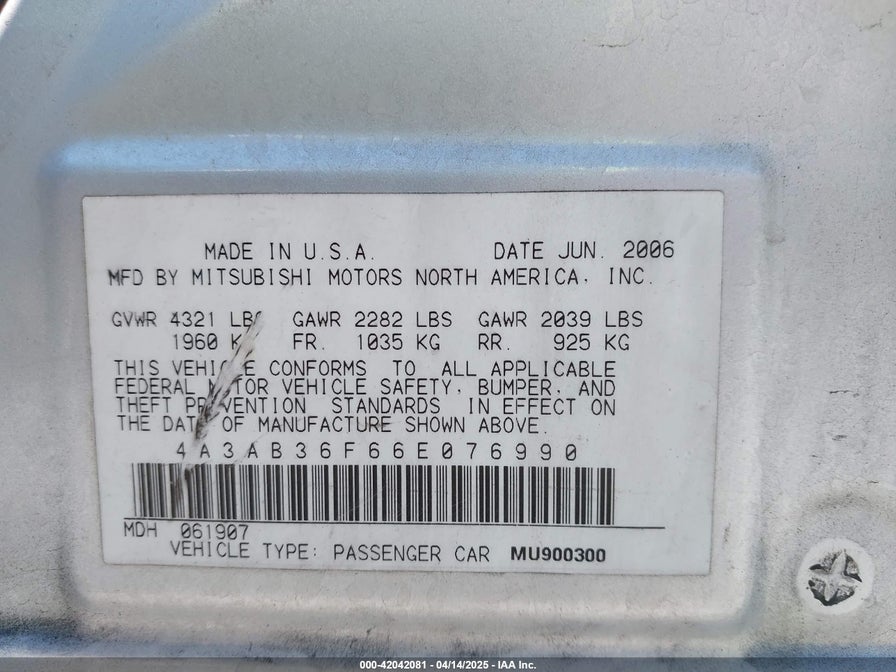 MADE IN U.S.A. DATE JUN. 2006
MFD BY MITSUBISHI MOTORS NORTH AMERICA, INC.
GVWR 4321 LBS GAWR 2282 LBS GAWR 2039 LBS
1960 KG FR. 1035 KG RR. 925 KG
THIS VEHICLE CONFORMS TO ALL APPLICABLE
FEDERAL MOTOR VEHICLE SAFETY, BUMPER, AND
THEFT PREVENTION STANDARDS IN EFFECT ON
THE DATE OF MANUFACTURE SHOWN ABOVE.
4A3AB36F66E076990
MDH 061907
VEHICLE TYPE: PASSENGER CAR MU900300
000-42042081 - 04/14/2025 - IAA Inc.